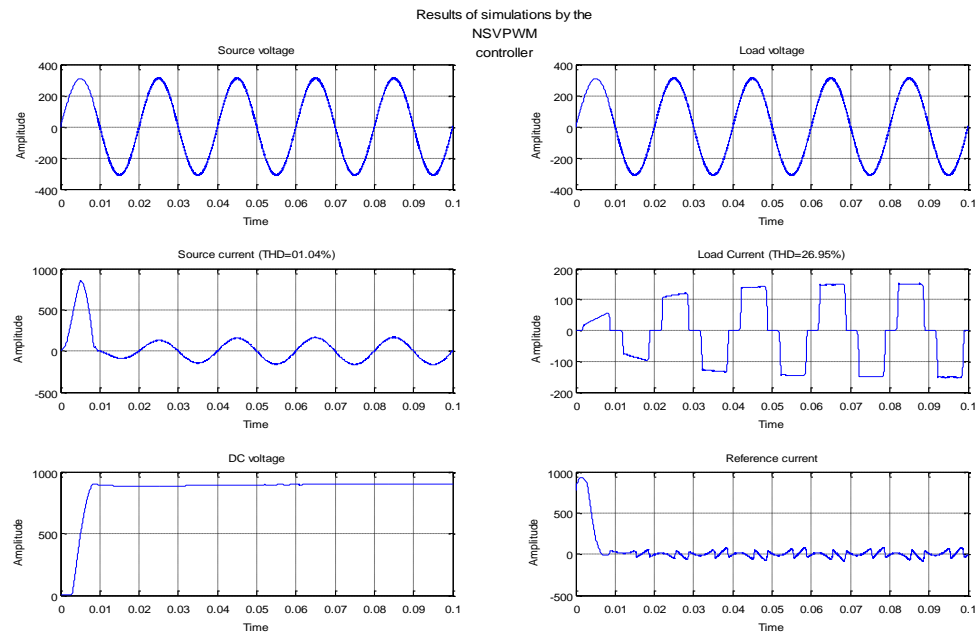 Results of simulations by the
NSVPWM
controller
Source voltage
400
200
0
-200
-400
Amplitude
0 0.01 0.02 0.03 0.04 0.05 0.06 0.07 0.08 0.09 0.1
Time
Load voltage
400
200
0
-200
-400
Amplitude
0 0.01 0.02 0.03 0.04 0.05 0.06 0.07 0.08 0.09 0.1
Time
Source current (THD=01.04%)
1000
500
0
-500
Amplitude
0 0.01 0.02 0.03 0.04 0.05 0.06 0.07 0.08 0.09 0.1
Time
Load Current (THD=26.95%)
200
100
0
-100
-200
Amplitude
0 0.01 0.02 0.03 0.04 0.05 0.06 0.07 0.08 0.09 0.1
Time
DC voltage
1000
500
0
Amplitude
0 0.01 0.02 0.03 0.04 0.05 0.06 0.07 0.08 0.09 0.1
Time
Reference current
1000
500
0
-500
Amplitude
0 0.01 0.02 0.03 0.04 0.05 0.06 0.07 0.08 0.09 0.1
Time